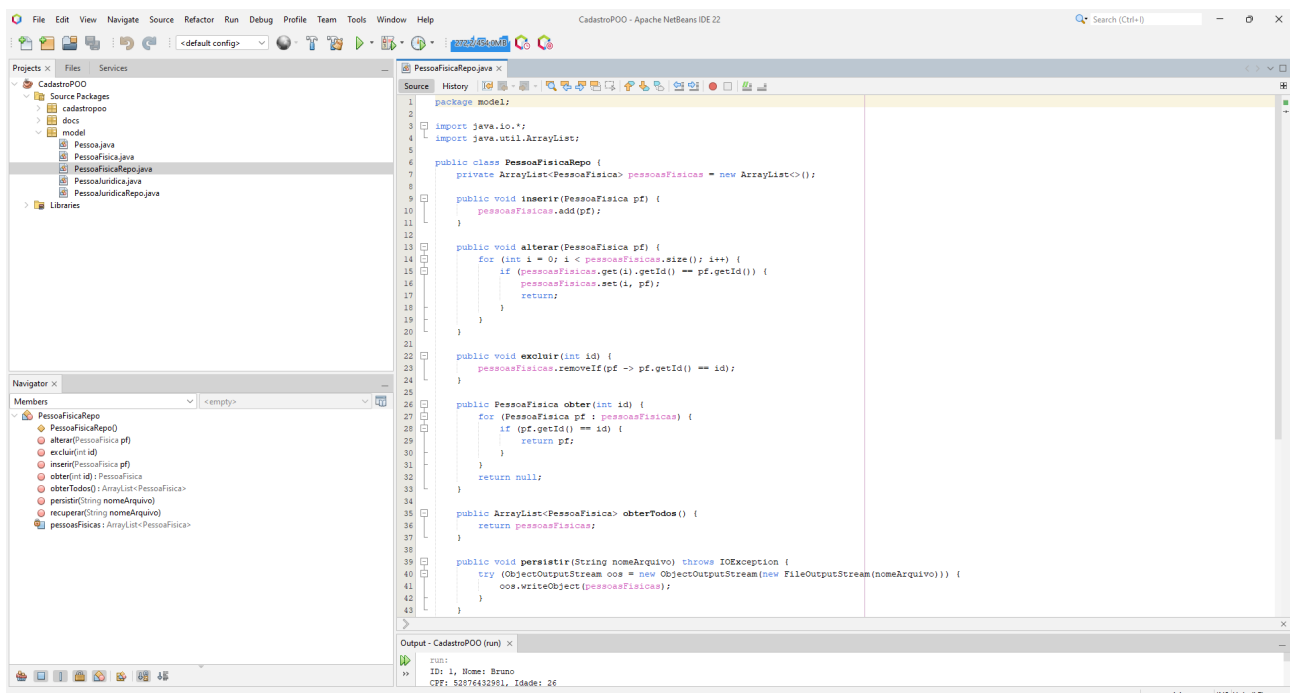 File Edit View Navigate Source Refactor Run Debug Profile Team Tools Window Help CadastroPOO - Apache NetBeans IDE 22 Search (Ctrl+I)
<default config>
Projects Files Services
CadastroPOO
Source Packages
cadastropoo
docs
model
Pessoa.java
PessoaFisica.java
PessoaFisicaRepo.java
PessoaJuridica.java
PessoaJuridicaRepo.java
Libraries
Navigator
Members <empty>
PessoaFisicaRepo
PessoaFisicaRepo()
alterar(PessoaFisica pf)
excluir(int id)
inserir(PessoaFisica pf)
obter(int id) : PessoaFisica
obterTodos() : ArrayList<PessoaFisica>
persistir(String nomeArquivo)
recuperar(String nomeArquivo)
pessoasFisicas : ArrayList<PessoaFisica>
PessoaFisicaRepo.java
Source History
1 package model;
2
3 import java.io.*;
4 import java.util.ArrayList;
5
6 public class PessoaFisicaRepo {
7 private ArrayList<PessoaFisica> pessoasFisicas = new ArrayList<>();
8
9 public void inserir(PessoaFisica pf) {
10 pessoasFisicas.add(pf);
11 }
12
13 public void alterar(PessoaFisica pf) {
14 for (int i = 0; i < pessoasFisicas.size(); i++) {
15 if (pessoasFisicas.get(i).getId() == pf.getId()) {
16 pessoasFisicas.set(i, pf);
17 return;
18 }
19 }
20 }
21
22 public void excluir(int id) {
23 pessoasFisicas.removeIf(pf -> pf.getId() == id);
24 }
25
26 public PessoaFisica obter(int id) {
27 for (PessoaFisica pf : pessoasFisicas) {
28 if (pf.getId() == id) {
29 return pf;
30 }
31 }
32 return null;
33 }
34
35 public ArrayList<PessoaFisica> obterTodos() {
36 return pessoasFisicas;
37 }
38
39 public void persistir(String nomeArquivo) throws IOException {
40 try (ObjectOutputStream oos = new ObjectOutputStream(new FileOutputStream(nomeArquivo))) {
41 oos.writeObject(pessoasFisicas);
42 }
43 }
Output - CadastroPOO (run)
run:
ID: 1, Nome: Bruno
CPF: 52876432981, Idade: 26